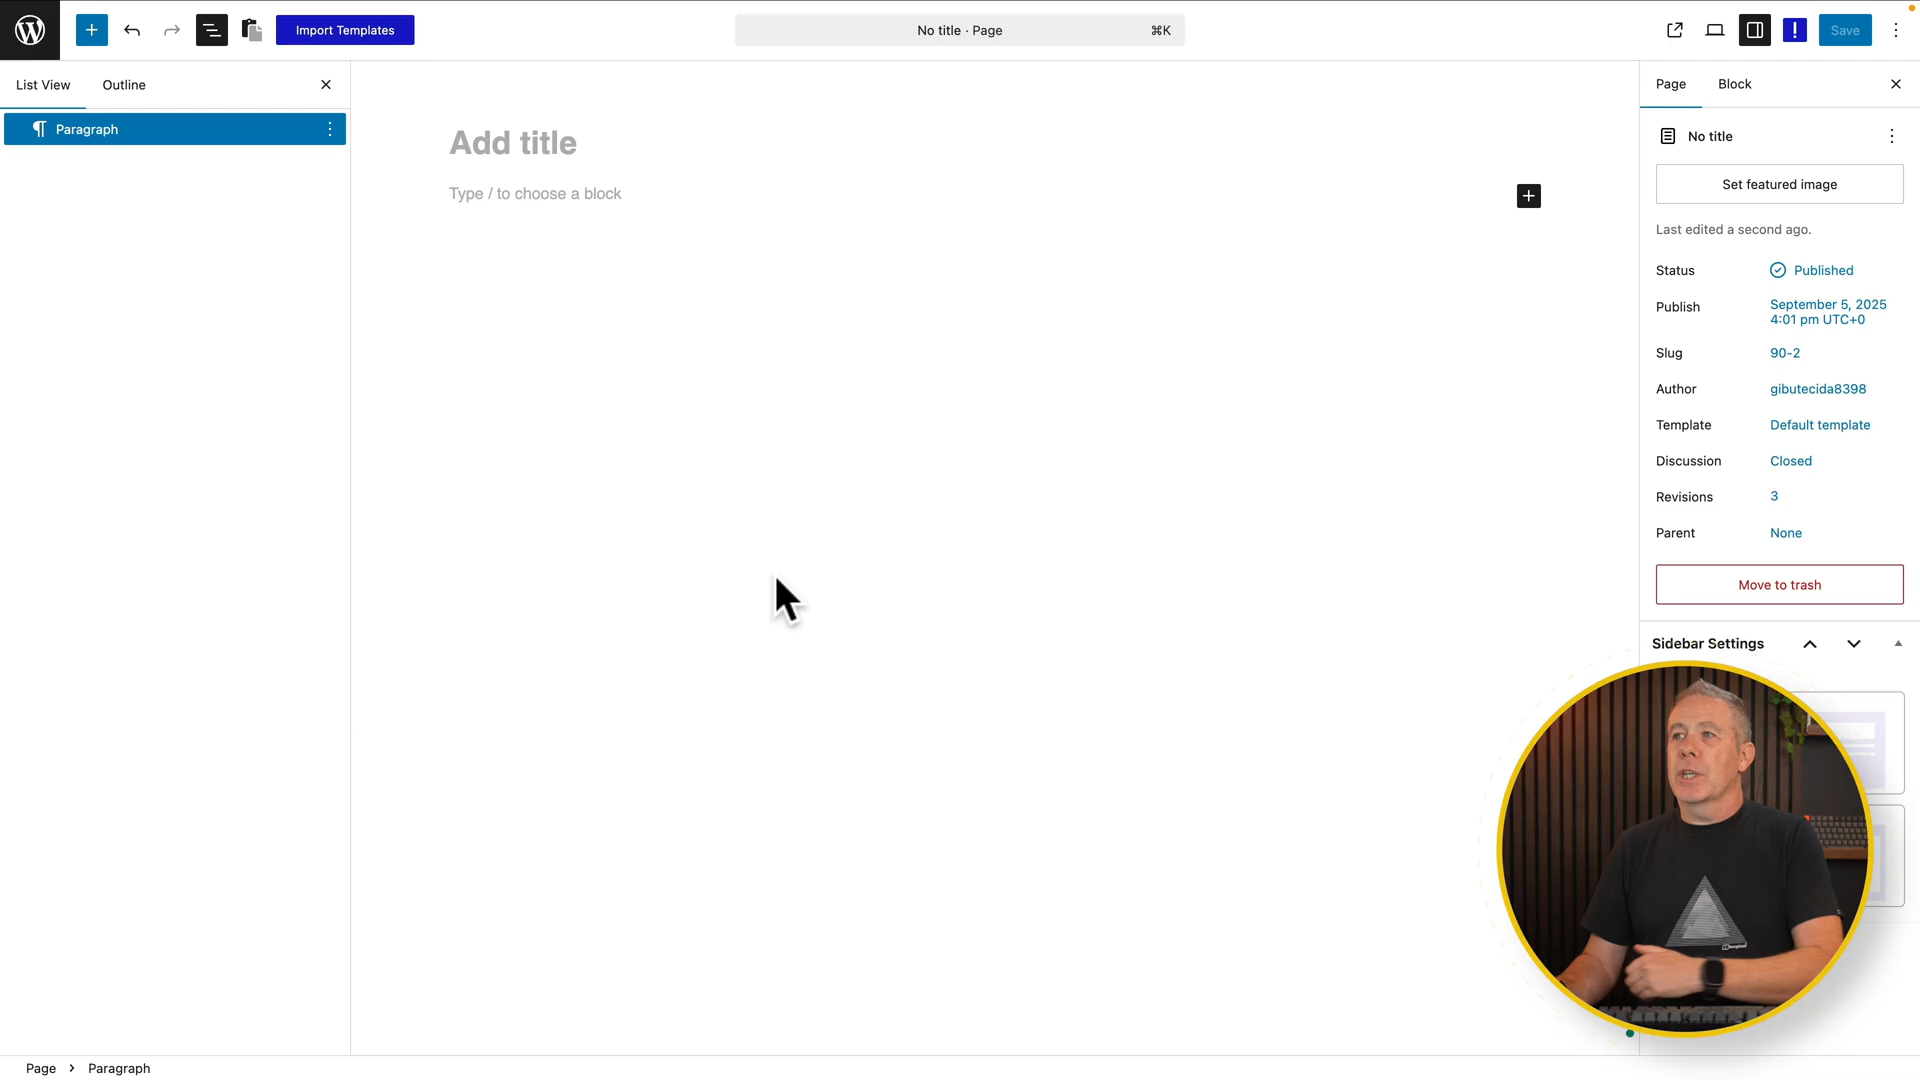 Import Templates
No title · Page
⌘K
Save
List View
Outline
Paragraph
Add title
Type / to choose a block
Page
Block
No title
Set featured image
Last edited a second ago.
Status
Published
Publish
September 5, 2025
4:01 pm UTC+0
Slug
90-2
Author
gibutecida8398
Template
Default template
Discussion
Closed
Revisions
3
Parent
None
Move to trash
Sidebar Settings
Page
Paragraph